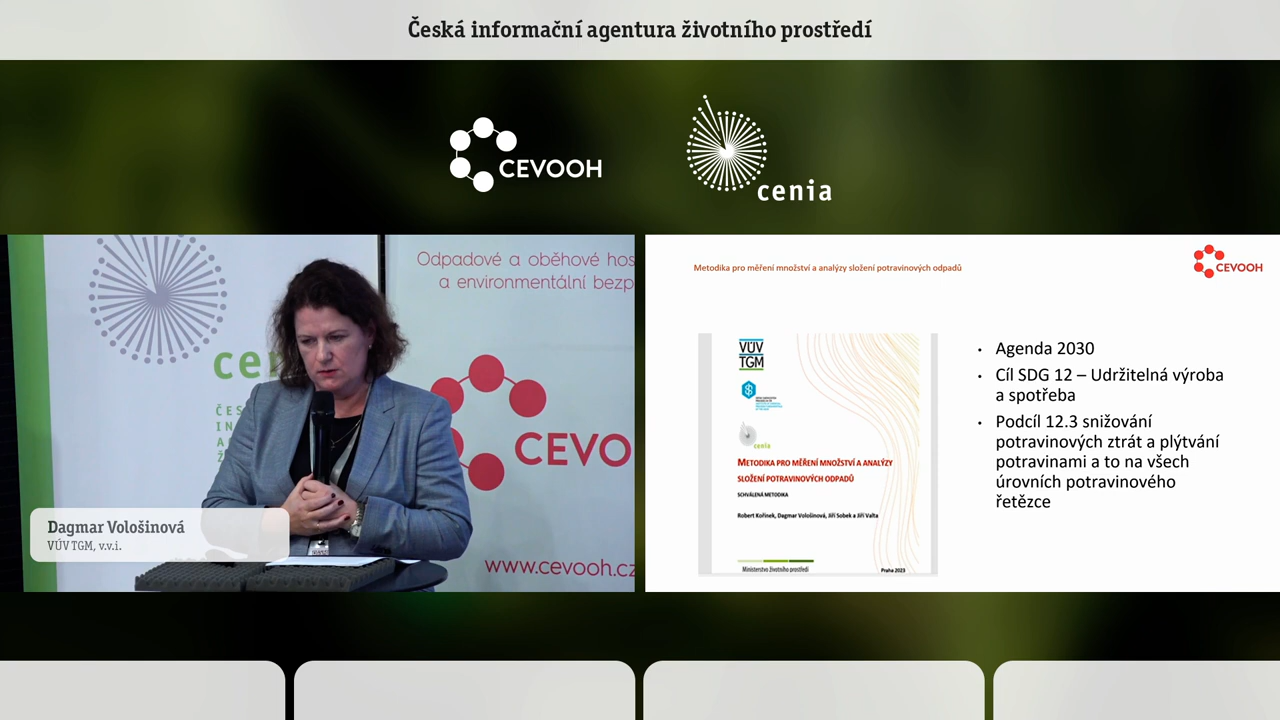 Česká informační agentura životního prostředí
CEVOOH
cenia
Odpadové a oběhové hos
a environmentální bezp
cen
ČES
IN
CEVO
www.cevooh.cz
Dagmar Vološinová
VÚV TGM, v.v.i.
Metodika pro měření množství a analýzy složení potravinových odpadů
CEVOOH
VÚV
TGM
cenia
METODIKA PRO MĚŘENÍ MNOŽSTVÍ A ANALÝZY
SLOŽENÍ POTRAVINOVÝCH ODPADŮ
SCHVÁLENÁ METODIKA
Robert Kořínek, Dagmar Vološinová, Jiří Sobek a Jiří Valta
Ministerstvo životního prostředí
Praha 2023
• Agenda 2030
• Cíl SDG 12 – Udržitelná výroba
a spotřeba
• Podcíl 12.3 snižování
potravinových ztrát a plýtvání
potravinami a to na všech
úrovních potravinového
řetězce